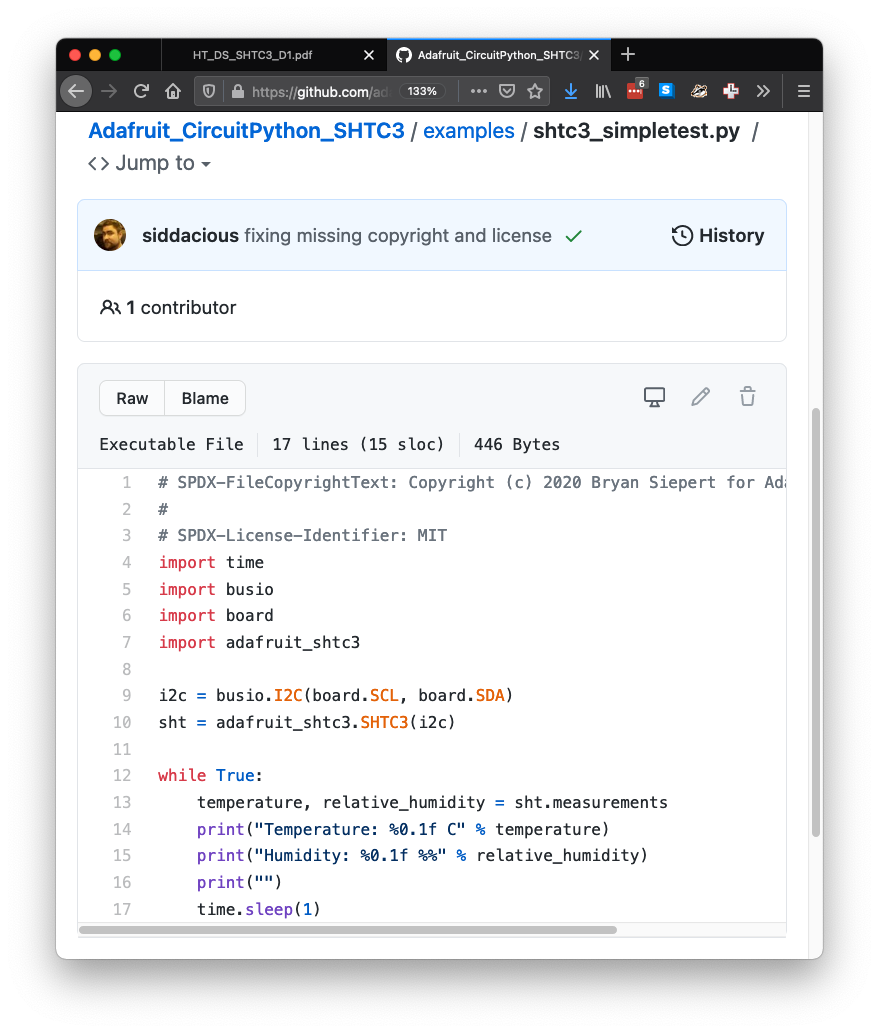 HT_DS_SHTC3_D1.pdf
Adafruit_CircuitPython_SHTC3
https://github.com/ad
133%
6
S
Adafruit_CircuitPython_SHTC3 / examples / shtc3_simpletest.py /
<> Jump to
siddacious fixing missing copyright and license
History
1 contributor
Raw
Blame
Executable File
17 lines (15 sloc)
446 Bytes
1 # SPDX-FileCopyrightText: Copyright (c) 2020 Bryan Siepert for Ada
2 #
3 # SPDX-License-Identifier: MIT
4 import time
5 import busio
6 import board
7 import adafruit_shtc3
8
9 i2c = busio.I2C(board.SCL, board.SDA)
10 sht = adafruit_shtc3.SHTC3(i2c)
11
12 while True:
13     temperature, relative_humidity = sht.measurements
14     print("Temperature: %0.1f C" % temperature)
15     print("Humidity: %0.1f %%" % relative_humidity)
16     print("")
17     time.sleep(1)